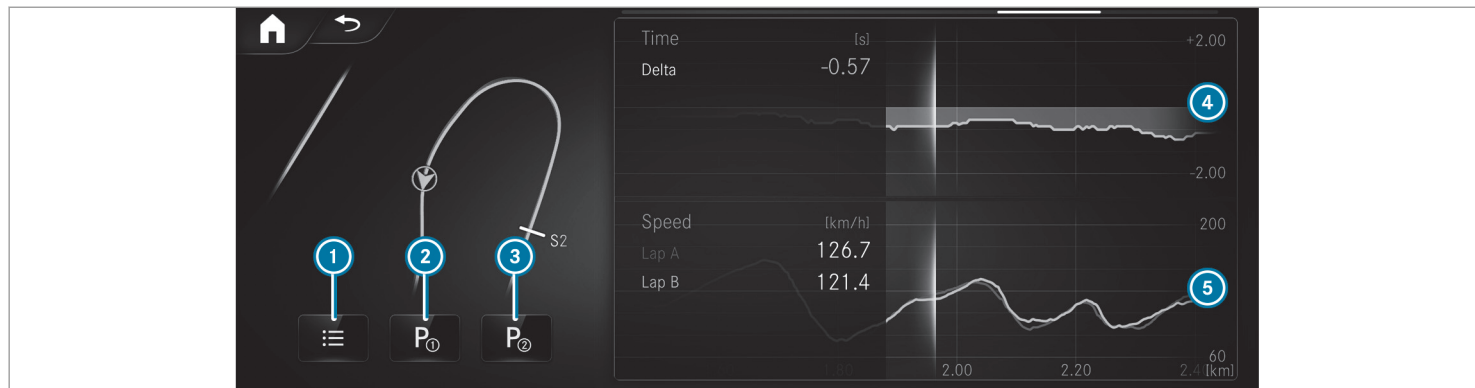 Time [s] +2.00
Delta -0.57
4
-2.00
S2
Speed [km/h] 200
Lap A 126.7
Lap B 121.4
1 2 3
5
P① P②
60
1.80 2.00 2.20 2.4 [km]